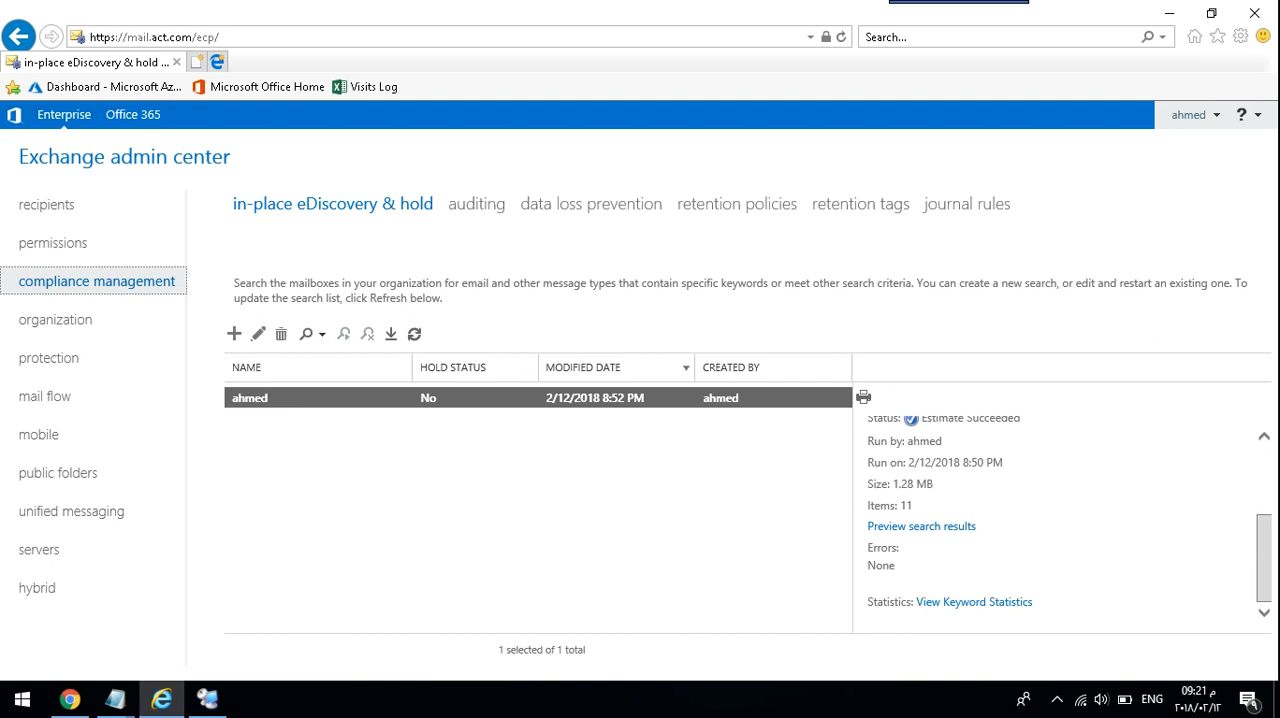 https://mail.act.com/ecp/
Search...
in-place eDiscovery & hold ...
Dashboard - Microsoft Az...
Microsoft Office Home
Visits Log
Enterprise
Office 365
ahmed
?
Exchange admin center
recipients
permissions
compliance management
organization
protection
mail flow
mobile
public folders
unified messaging
servers
hybrid
in-place eDiscovery & hold
auditing
data loss prevention
retention policies
retention tags
journal rules
Search the mailboxes in your organization for email and other message types that contain specific keywords or meet other search criteria. You can create a new search, or edit and restart an existing one. To
update the search list, click Refresh below.
NAME
HOLD STATUS
MODIFIED DATE
CREATED BY
ahmed
No
2/12/2018 8:52 PM
ahmed
Status: Estimate Succeeded
Run by: ahmed
Run on: 2/12/2018 8:50 PM
Size: 1.28 MB
Items: 11
Preview search results
Errors:
None
Statistics: View Keyword Statistics
1 selected of 1 total
ENG
09:21 م
٢٠١٨/٠٢/١٢